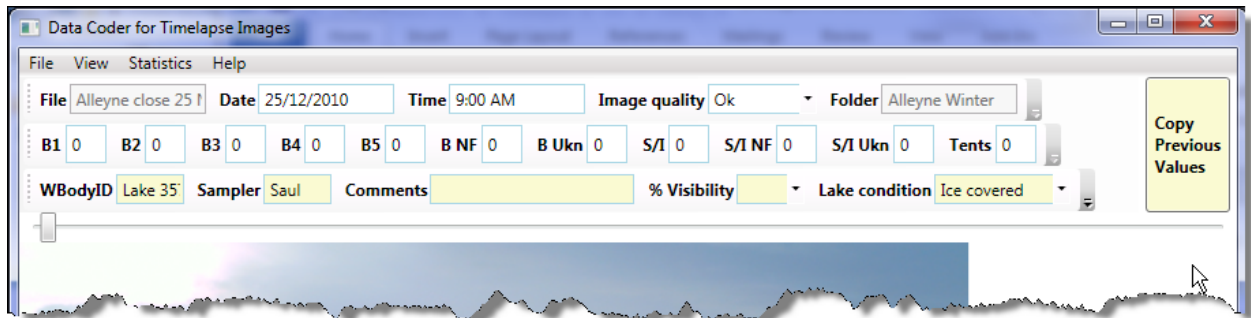 Data Coder for Timelapse Images
File View Statistics Help
File Alleyne close 25 Date 25/12/2010 Time 9:00 AM Image quality Ok Folder Alleyne Winter
B1 0 B2 0 B3 0 B4 0 B5 0 B NF 0 B Ukn 0 S/I 0 S/I NF 0 S/I Ukn 0 Tents 0
WBodyID Lake 35 Sampler Saul Comments % Visibility Lake condition Ice covered
Copy
Previous
Values